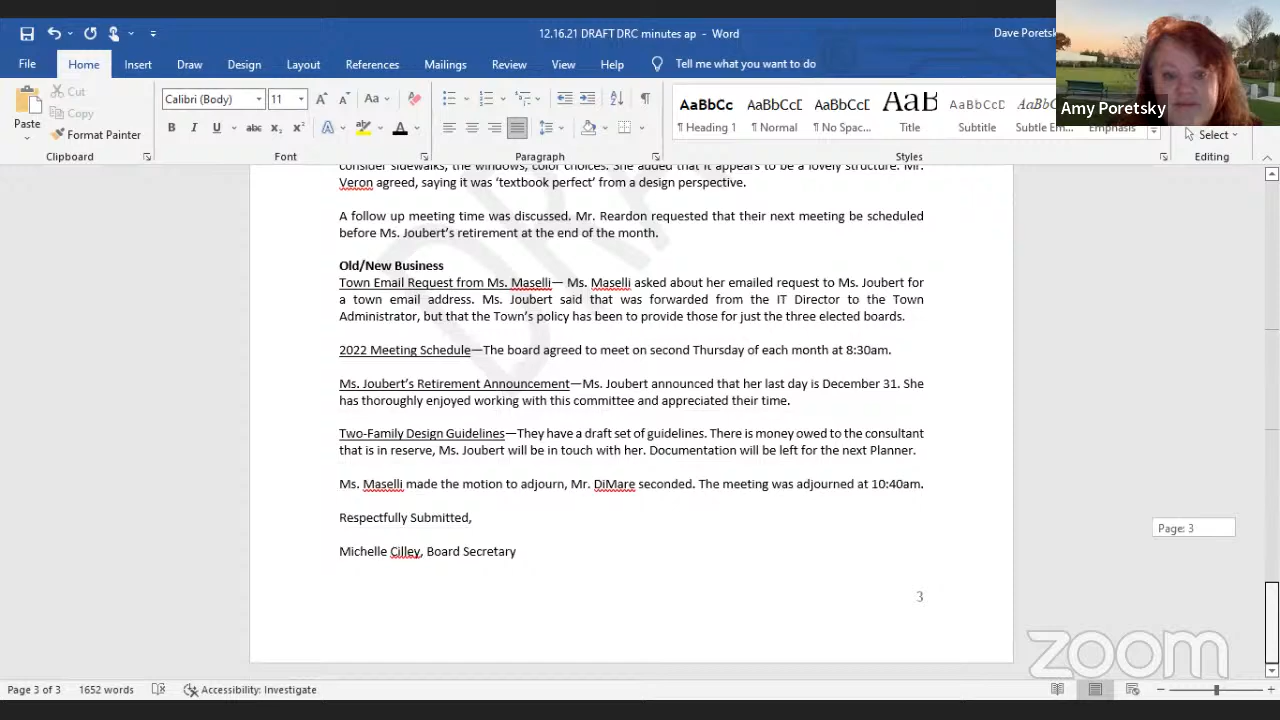 12.16.21 DRAFT DRC minutes ap - Word
Dave Poretsk
File Home Insert Draw Design Layout References Mailings Review View Help Tell me what you want to do
Amy Poretsky
Paste
Cut
Copy
Format Painter
Clipboard
Calibri (Body) 11
Font
Paragraph
AaBbCc AaBbCcD AaBbCcD AaB AaBbCcD AaBbCcD
¶ Heading 1 ¶ Normal ¶ No Spac... Title Subtitle Subtle Em... Emphasis
Styles
Select
Editing
consider sidewalks, the windows, color choices. She added that it appears to be a lovely structure. Mr.
Veron agreed, saying it was ‘textbook perfect’ from a design perspective.
A follow up meeting time was discussed. Mr. Reardon requested that their next meeting be scheduled
before Ms. Joubert’s retirement at the end of the month.
Old/New Business
Town Email Request from Ms. Maselli— Ms. Maselli asked about her emailed request to Ms. Joubert for
a town email address. Ms. Joubert said that was forwarded from the IT Director to the Town
Administrator, but that the Town’s policy has been to provide those for just the three elected boards.
2022 Meeting Schedule—The board agreed to meet on second Thursday of each month at 8:30am.
Ms. Joubert’s Retirement Announcement—Ms. Joubert announced that her last day is December 31. She
has thoroughly enjoyed working with this committee and appreciated their time.
Two-Family Design Guidelines—They have a draft set of guidelines. There is money owed to the consultant
that is in reserve, Ms. Joubert will be in touch with her. Documentation will be left for the next Planner.
Ms. Maselli made the motion to adjourn, Mr. DiMare seconded. The meeting was adjourned at 10:40am.
Respectfully Submitted,
Michelle Cilley, Board Secretary
3
Page: 3
zoom
Page 3 of 3 1652 words Accessibility: Investigate